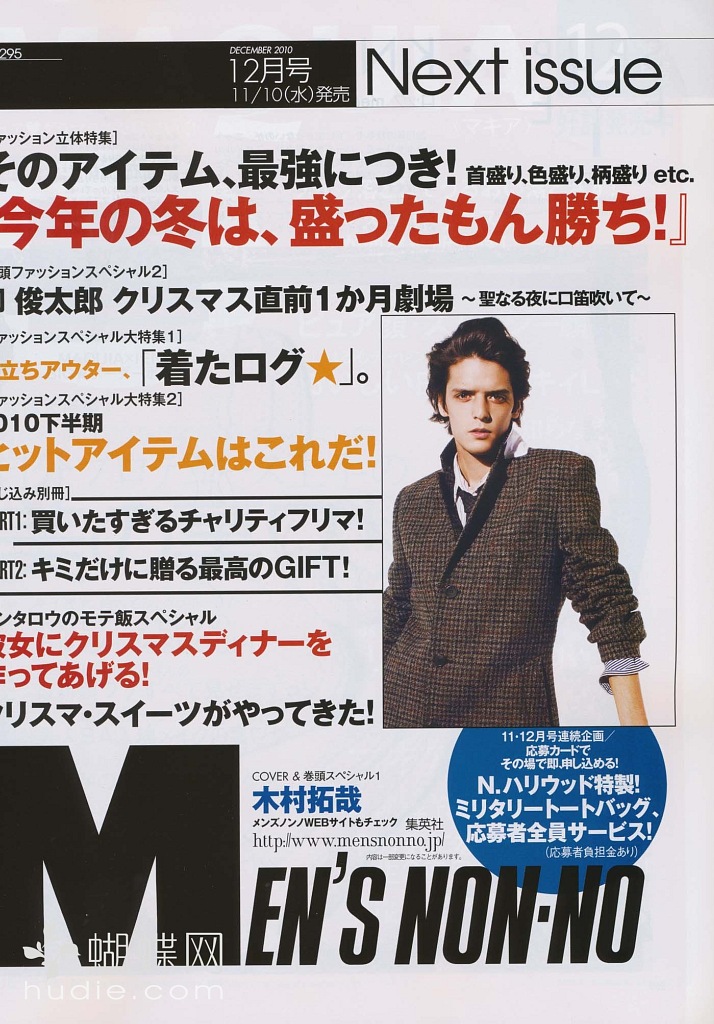 295
DECEMBER 2010
12月号
11/10(水)発売
Next issue
ァッション立体特集]
そのアイテム、最強につき! 首盛り、色盛り、柄盛り etc.
今年の冬は、盛ったもん勝ち!』
頭ファッションスペシャル2]
俊太郎 クリスマス直前1か月劇場 〜聖なる夜に口笛吹いて〜
ァッションスペシャル大特集1]
立ちアウター、「着たログ★」。
ァッションスペシャル大特集2]
010下半期
ヒットアイテムはこれだ!
じ込み別冊]
RT1: 買いたすぎるチャリティフリマ!
RT2: キミだけに贈る最高のGIFT!
ンタロウのモテ飯スペシャル
彼女にクリスマスディナーを
作ってあげる!
クリスマ・スイーツがやってきた!
11・12月号連続企画/
応募カードで
その場で即、申し込める!
N.ハリウッド特製!
ミリタリートートバッグ、
応募者全員サービス!
(応募者負担金あり)
COVER & 巻頭スペシャル1
木村拓哉
メンズノンノWEBサイトもチェック 集英社
http://www.mensnonno.jp/
内容は一部変更になることがあります。
MEN'S NON-NO
蝴蝶网
hudie.com